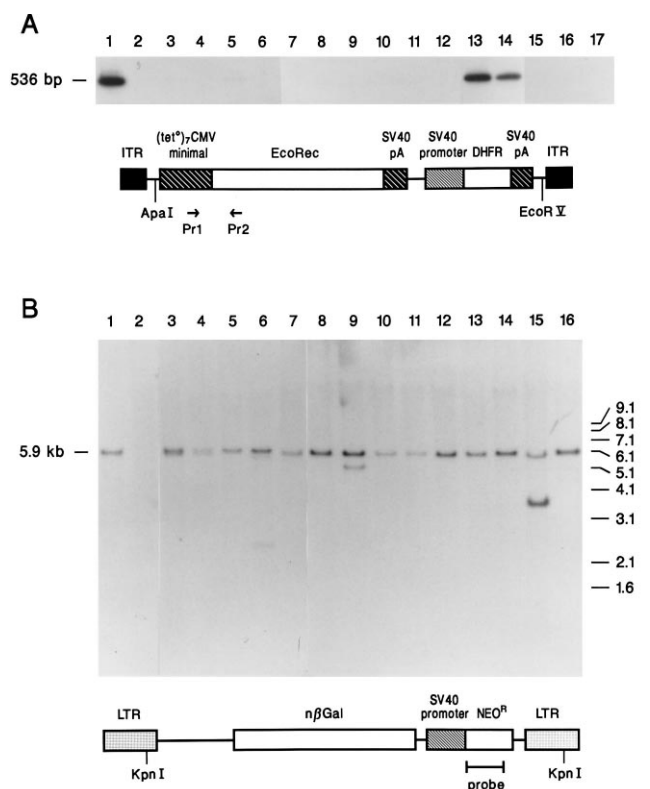 A
1 2 3 4 5 6 7 8 9 10 11 12 13 14 15 16 17
536 bp
(tet°)₇CMV minimal
SV40 pA
SV40 promoter
DHFR
SV40 pA
ITR
EcoRec
ITR
ApaI
EcoR V
Pr1
Pr2
B
1 2 3 4 5 6 7 8 9 10 11 12 13 14 15 16
5.9 kb
9.1
8.1
7.1
6.1
5.1
4.1
3.1
2.1
1.6
LTR
nβGal
SV40 promoter
NEOᴿ
LTR
KpnI
KpnI
probe